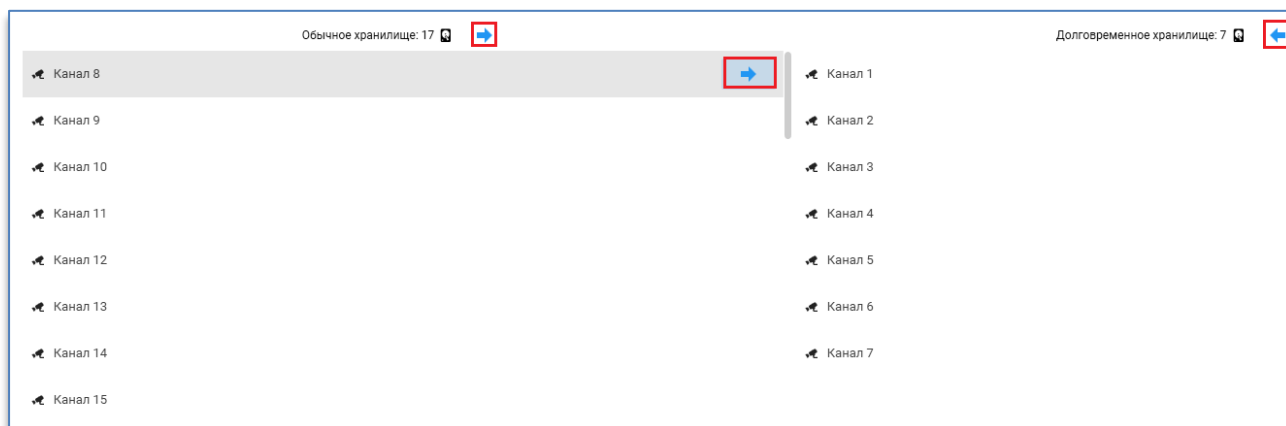 Обычное хранилище: 17
Долговременное хранилище: 7
Канал 8
Канал 9
Канал 10
Канал 11
Канал 12
Канал 13
Канал 14
Канал 15
Канал 1
Канал 2
Канал 3
Канал 4
Канал 5
Канал 6
Канал 7